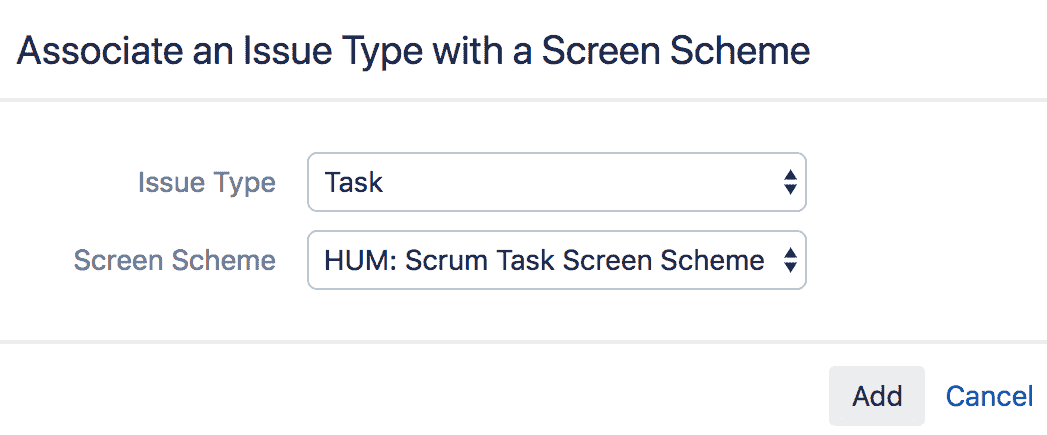 Associate an Issue Type with a Screen Scheme
Issue Type Task
Screen Scheme HUM: Scrum Task Screen Scheme
Add Cancel